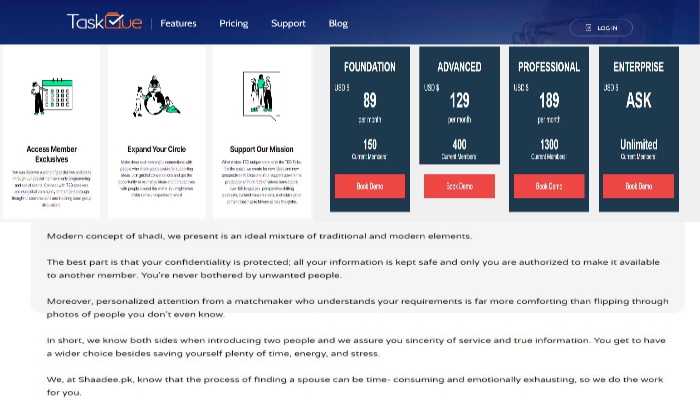 TaskQue
Features
Pricing
Support
Blog
LOG IN
Access Member
Exclusives
Expand Your Circle
Support Our Mission
FOUNDATION
USD $
89
per month
150
Current Members'
Book Demo
ADVANCED
USD $
129
per month
400
Current Members'
Book Demo
PROFESSIONAL
USD $
189
per month
1300
Current Members'
Book Demo
ENTERPRISE
USD $
ASK
Unlimited
Current Members'
Book Demo
Modern concept of shadi, we present is an ideal mixture of traditional and modern elements.
The best part is that your confidentiality is protected; all your information is kept safe and only you are authorized to make it available
to another member. You're never bothered by unwanted people.
Moreover, personalized attention from a matchmaker who understands your requirements is far more comforting than flipping through
photos of people you don't even know.
In short, we know both sides when introducing two people and we assure you sincerity of service and true information. You get to have
a wider choice besides saving yourself plenty of time, energy, and stress.
We, at Shaadee.pk, know that the process of finding a spouse can be time- consuming and emotionally exhausting, so we do the work
for you.